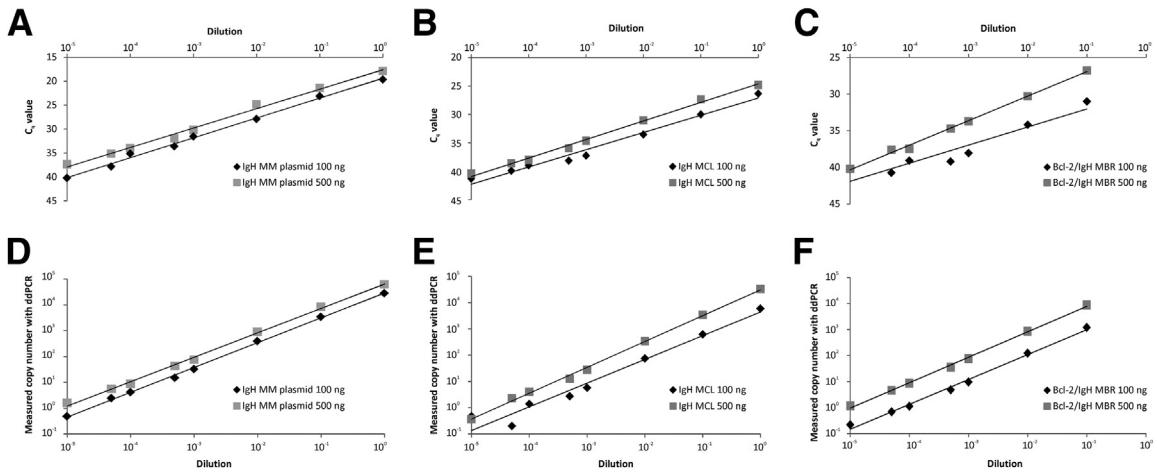 A
Dilution
10⁻⁵ 10⁻⁴ 10⁻³ 10⁻² 10⁻¹ 10⁰
15
20
25
30
35
40
45
Cq value
IgH MM plasmid 100 ng
IgH MM plasmid 500 ng
B
Dilution
10⁻⁵ 10⁻⁴ 10⁻³ 10⁻² 10⁻¹ 10⁰
20
25
30
35
40
45
Cq value
IgH MCL 100 ng
IgH MCL 500 ng
C
Dilution
10⁻⁵ 10⁻⁴ 10⁻³ 10⁻² 10⁻¹ 10⁰
25
30
35
40
45
Cq value
Bcl-2/IgH MBR 100 ng
Bcl-2/IgH MBR 500 ng
D
Measured copy number with ddPCR
10⁵
10⁴
10³
10²
10¹
10⁰
10⁻¹
IgH MM plasmid 100 ng
IgH MM plasmid 500 ng
10⁻⁵ 10⁻⁴ 10⁻³ 10⁻² 10⁻¹ 10⁰
Dilution
E
Measured copy number with ddPCR
10⁵
10⁴
10³
10²
10¹
10⁰
10⁻¹
IgH MCL 100 ng
IgH MCL 500 ng
10⁻⁵ 10⁻⁴ 10⁻³ 10⁻² 10⁻¹ 10⁰
Dilution
F
Measured copy number with ddPCR
10⁵
10⁴
10³
10²
10¹
10⁰
10⁻¹
Bcl-2/IgH MBR 100 ng
Bcl-2/IgH MBR 500 ng
10⁻⁵ 10⁻⁴ 10⁻³ 10⁻² 10⁻¹ 10⁰
Dilution